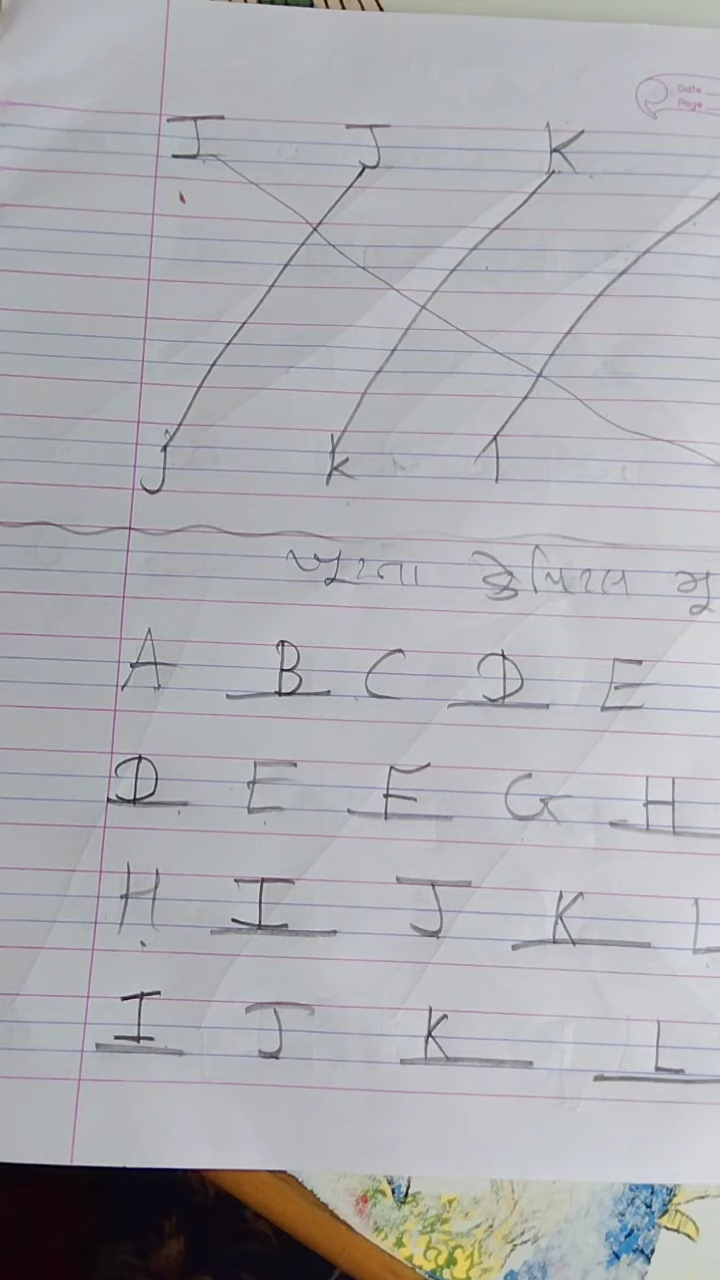 Date
Page
I J K
j k l
A B C D E
D E F G H
H I J K L
I J K L